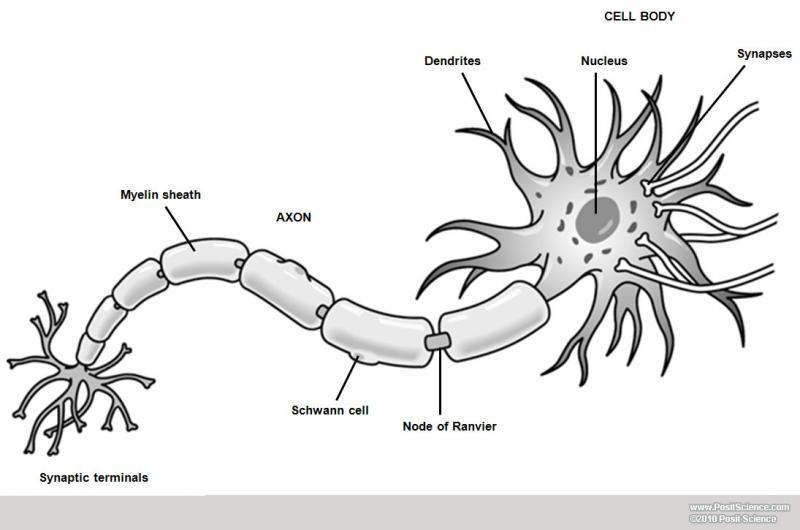 CELL BODY
Dendrites
Nucleus
Synapses
Myelin sheath
AXON
Schwann cell
Node of Ranvier
Synaptic terminals
www.PositScience.com
©2010 Posit Science